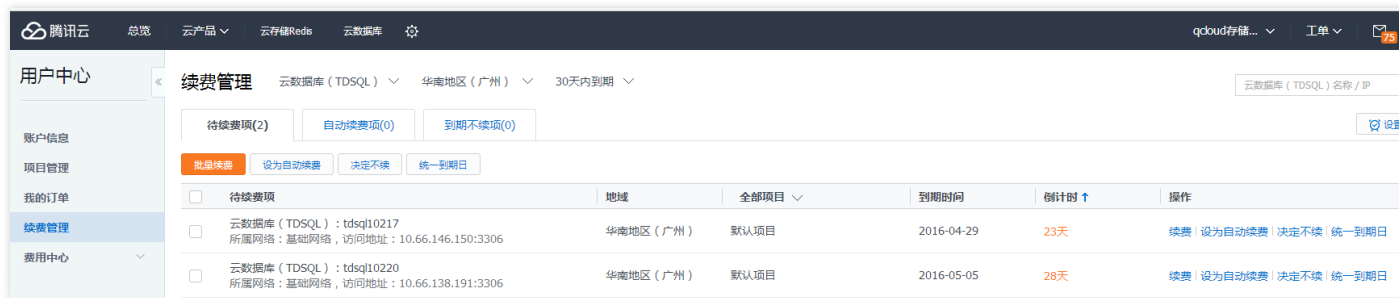 腾讯云 总览 云产品 云存储Redis 云数据库 qcloud存储... 工单 75
用户中心
续费管理 云数据库（TDSQL） 华南地区（广州） 30天内到期 云数据库（TDSQL）名称 / IP
待续费项(2) 自动续费项(0) 到期不续项(0)
账户信息
批量续费 设为自动续费 决定不续 统一到期日
项目管理
我的订单
续费管理
费用中心
待续费项 地域 全部项目 到期时间 倒计时↑ 操作
云数据库（TDSQL）：tdsql10217
所属网络：基础网络，访问地址：10.66.146.150:3306
华南地区（广州） 默认项目 2016-04-29 23天 续费 设为自动续费 决定不续 统一到期日
云数据库（TDSQL）：tdsql10220
所属网络：基础网络，访问地址：10.66.138.191:3306
华南地区（广州） 默认项目 2016-05-05 28天 续费 设为自动续费 决定不续 统一到期日